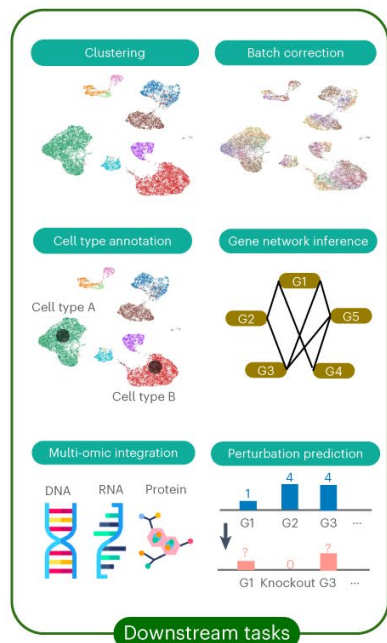 Clustering
Batch correction
Cell type annotation
Gene network inference
Cell type A
Cell type B
G1
G2
G5
G3
G4
Multi-omic integration
Perturbation prediction
DNA RNA Protein
1 4 4
G1 G2 G3 ...
? 0 ?
G1 Knockout G3 ...
Downstream tasks